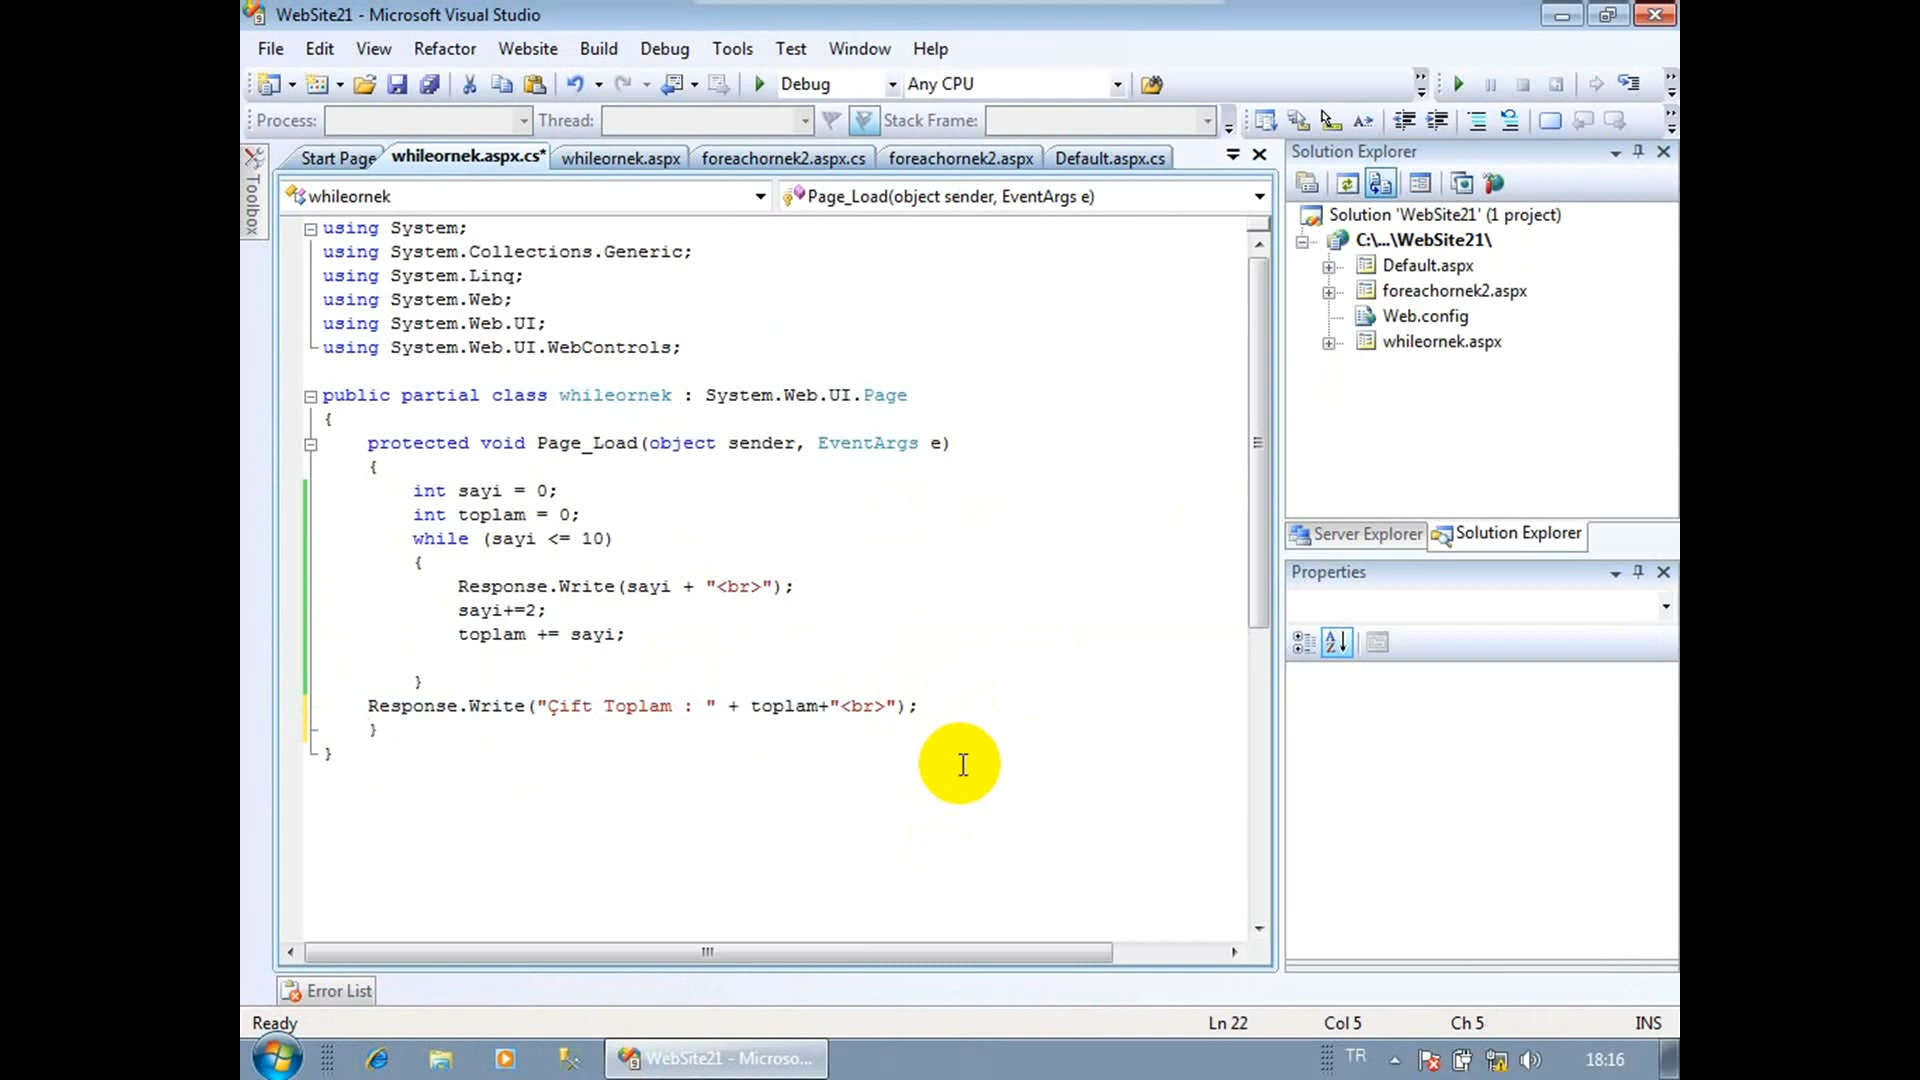 WebSite21 - Microsoft Visual Studio
File Edit View Refactor Website Build Debug Tools Test Window Help
Debug Any CPU
Process: Thread: Stack Frame:
Toolbox
Start Page whileornek.aspx.cs* whileornek.aspx foreachornek2.aspx.cs foreachornek2.aspx Default.aspx.cs
whileornek Page_Load(object sender, EventArgs e)
using System;
using System.Collections.Generic;
using System.Linq;
using System.Web;
using System.Web.UI;
using System.Web.UI.WebControls;
public partial class whileornek : System.Web.UI.Page
{
protected void Page_Load(object sender, EventArgs e)
{
int sayi = 0;
int toplam = 0;
while (sayi <= 10)
{
Response.Write(sayi + "<br>");
sayi+=2;
toplam += sayi;
}
Response.Write("Çift Toplam : " + toplam+"<br>");
}
}
Solution Explorer
Solution 'WebSite21' (1 project)
C:\...\WebSite21\
Default.aspx
foreachornek2.aspx
Web.config
whileornek.aspx
Server Explorer Solution Explorer
Properties
Error List
Ready Ln 22 Col 5 Ch 5 INS
WebSite21 - Microso... TR 18:16